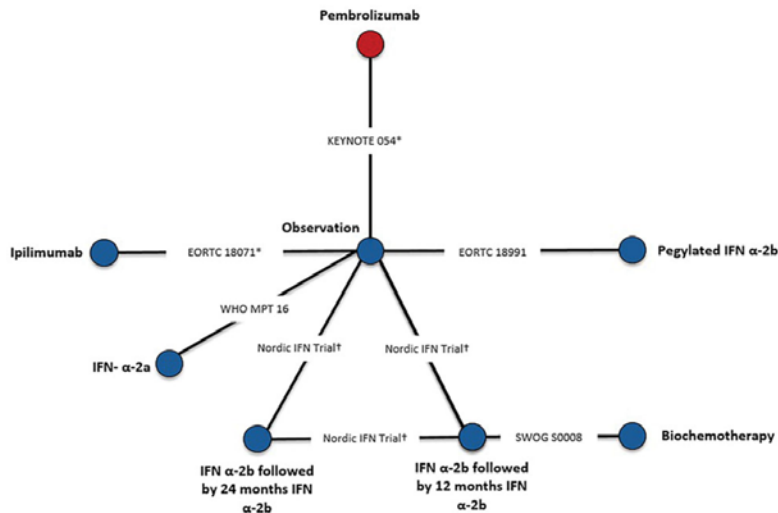 Pembrolizumab
KEYNOTE 054*
Observation
Ipilimumab
EORTC 18071*
EORTC 18991
Pegylated IFN α-2b
WHO MPT 16
IFN- α-2a
Nordic IFN Trial†
Nordic IFN Trial†
Nordic IFN Trial†
SWOG S0008
Biochemotherapy
IFN α-2b followed
by 24 months IFN
α-2b
IFN α-2b followed
by 12 months IFN
α-2b